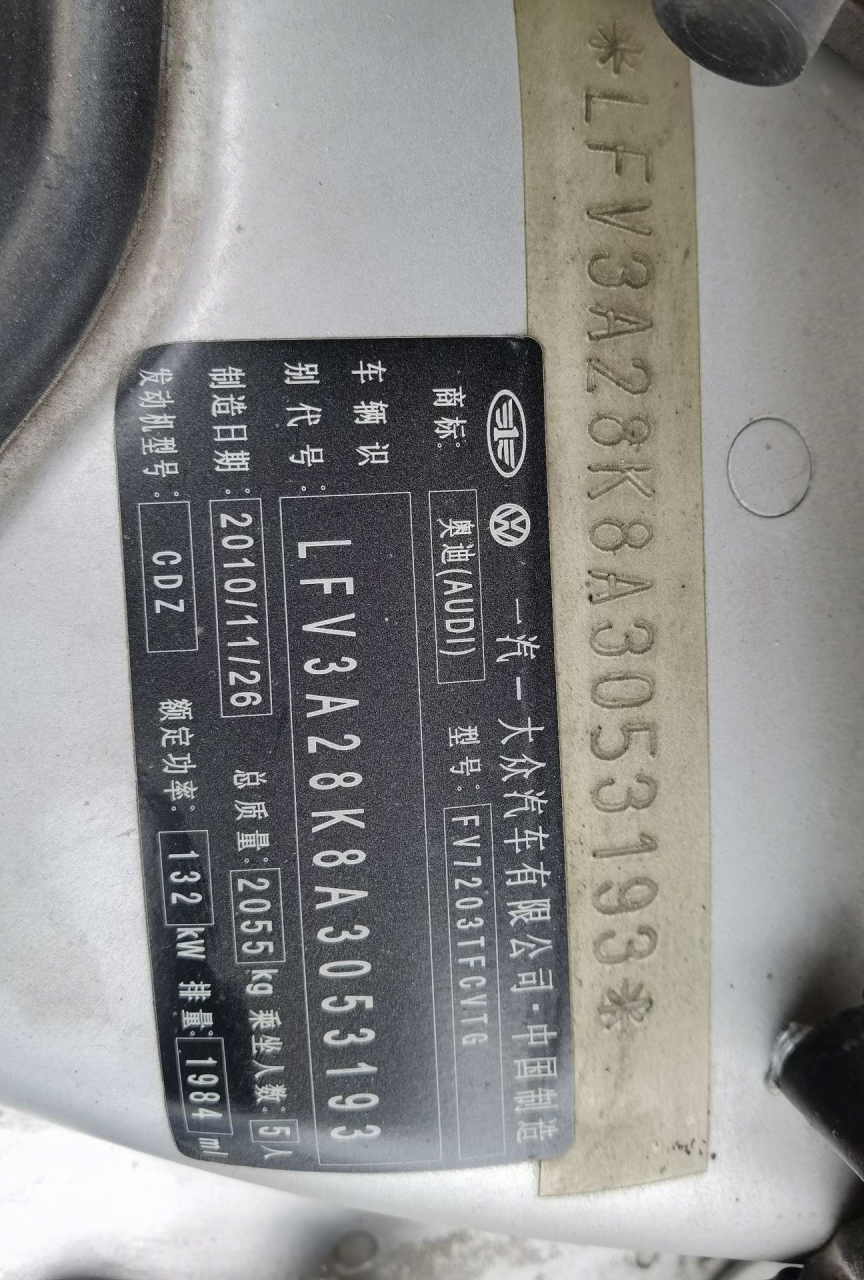 *LFV3A28K8A3053193*
一汽一大众汽车有限公司·中国制造
商标: 奥迪(AUDI) 型号: FV7203TFCVTG
车辆识
别代号: LFV3A28K8A3053193
制造日期: 2010/11/26 总质量: 2055 kg 乘坐人数: 5 人
发动机型号: CDZ 额定功率: 132 kW 排量: 1984 ml